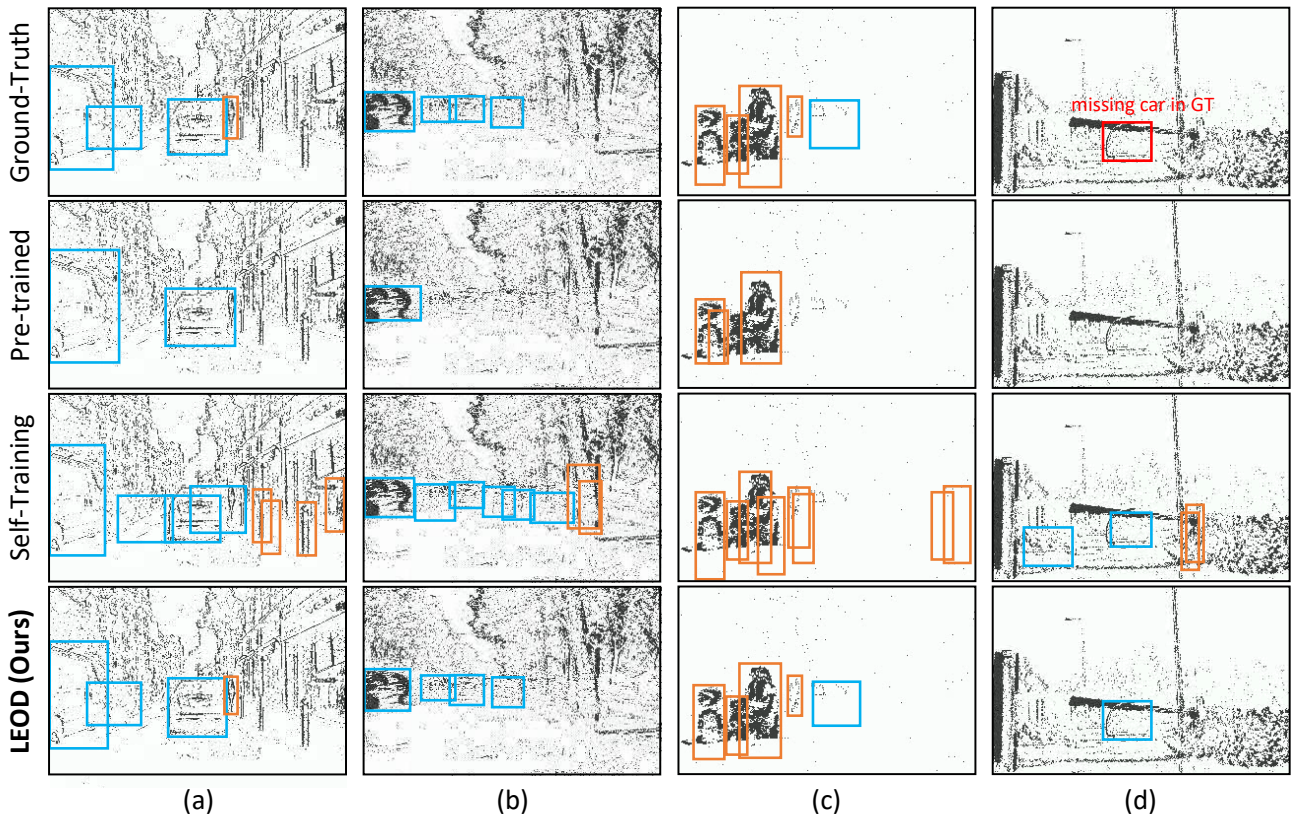 Ground-Truth
missing car in GT
Pre-trained
Self-Training
LEOD (Ours)
(a)
(b)
(c)
(d)